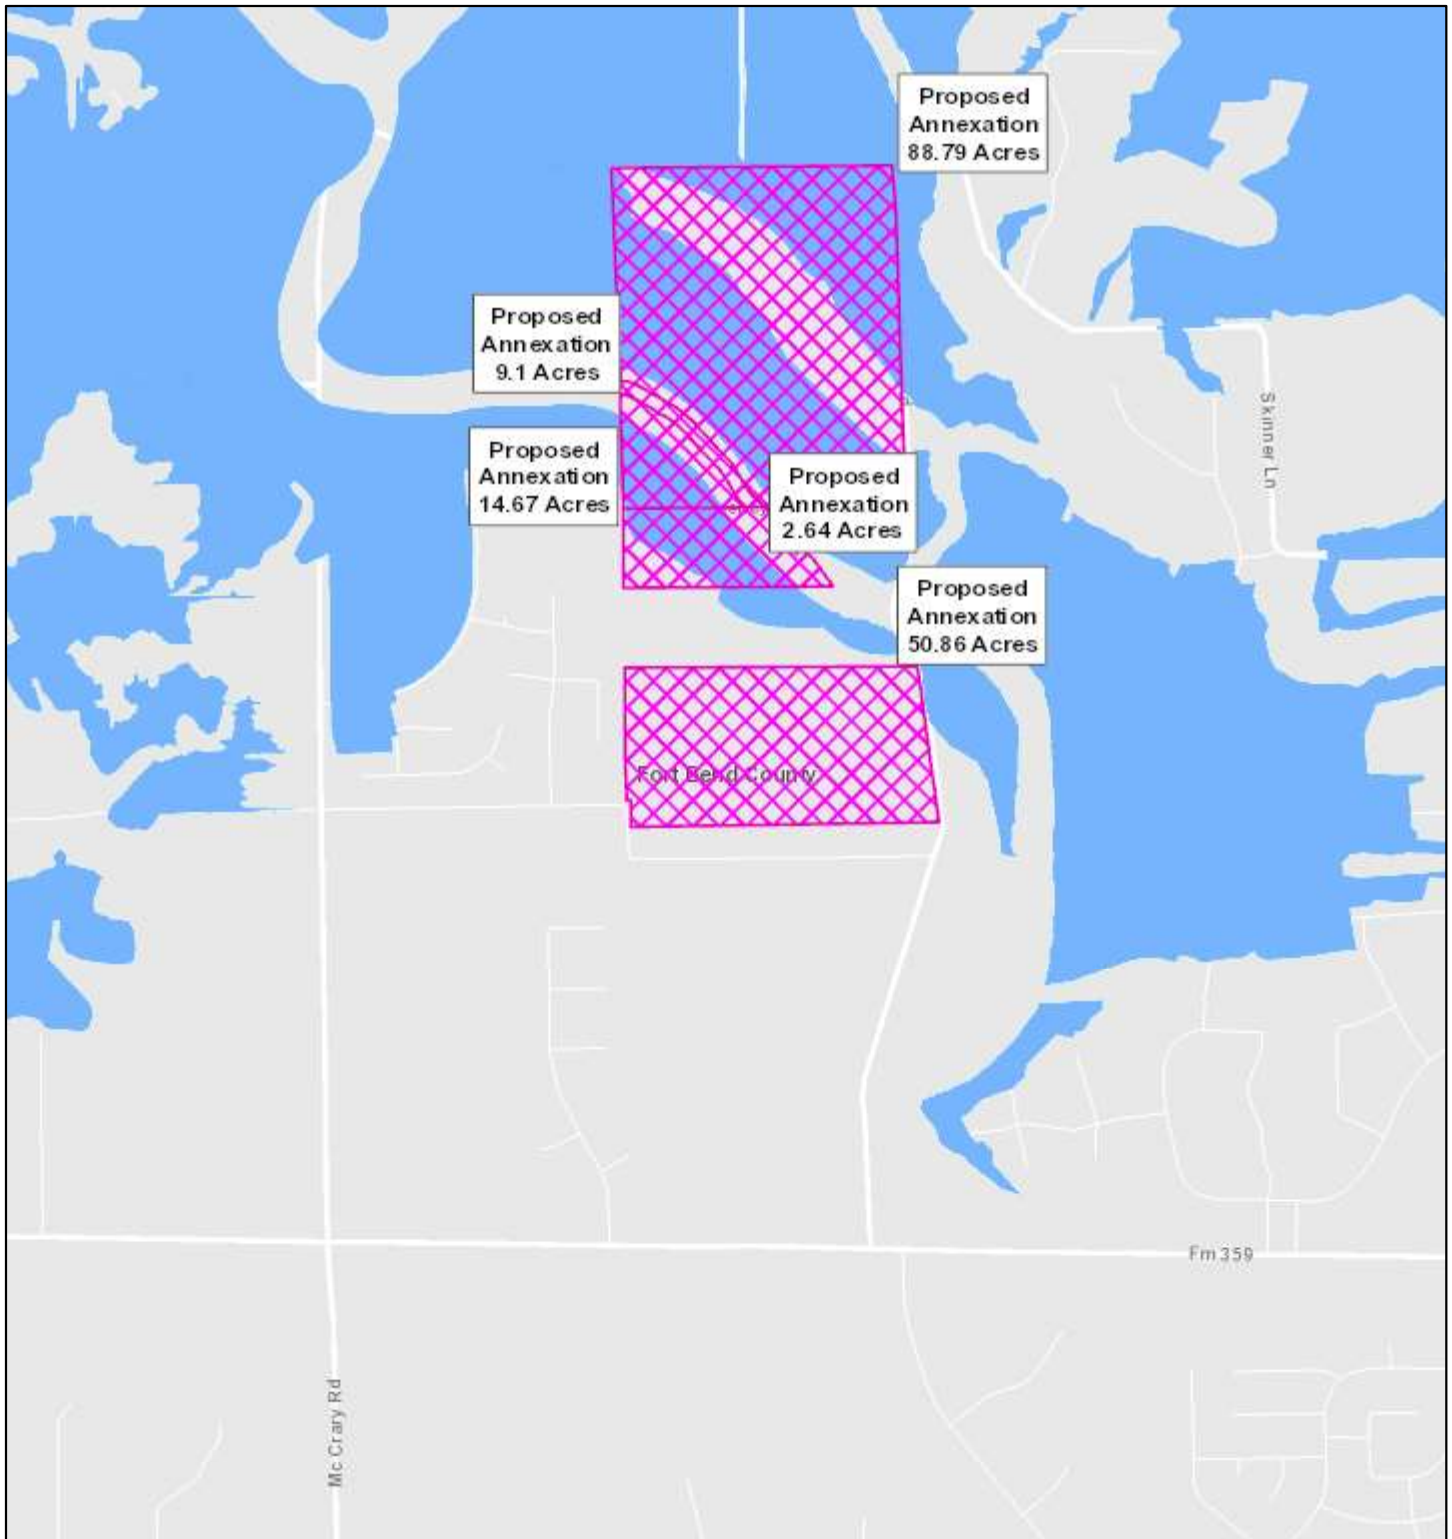 Proposed
Annexation
88.79 Acres
Proposed
Annexation
9.1 Acres
Skinner Ln
Proposed
Annexation
14.67 Acres
Proposed
Annexation
2.64 Acres
Proposed
Annexation
50.86 Acres
Fort Bend County
Fm 359
Mc Crary Rd